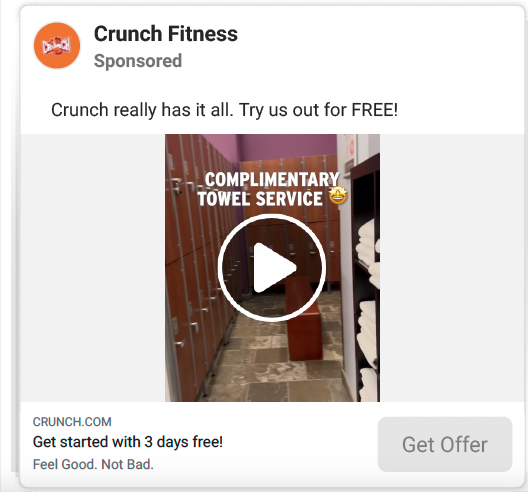 CRUNCH
Crunch Fitness
Sponsored
Crunch really has it all. Try us out for FREE!
COMPLIMENTARY
TOWEL SERVICE 🤩
CRUNCH.COM
Get started with 3 days free!
Feel Good. Not Bad.
Get Offer